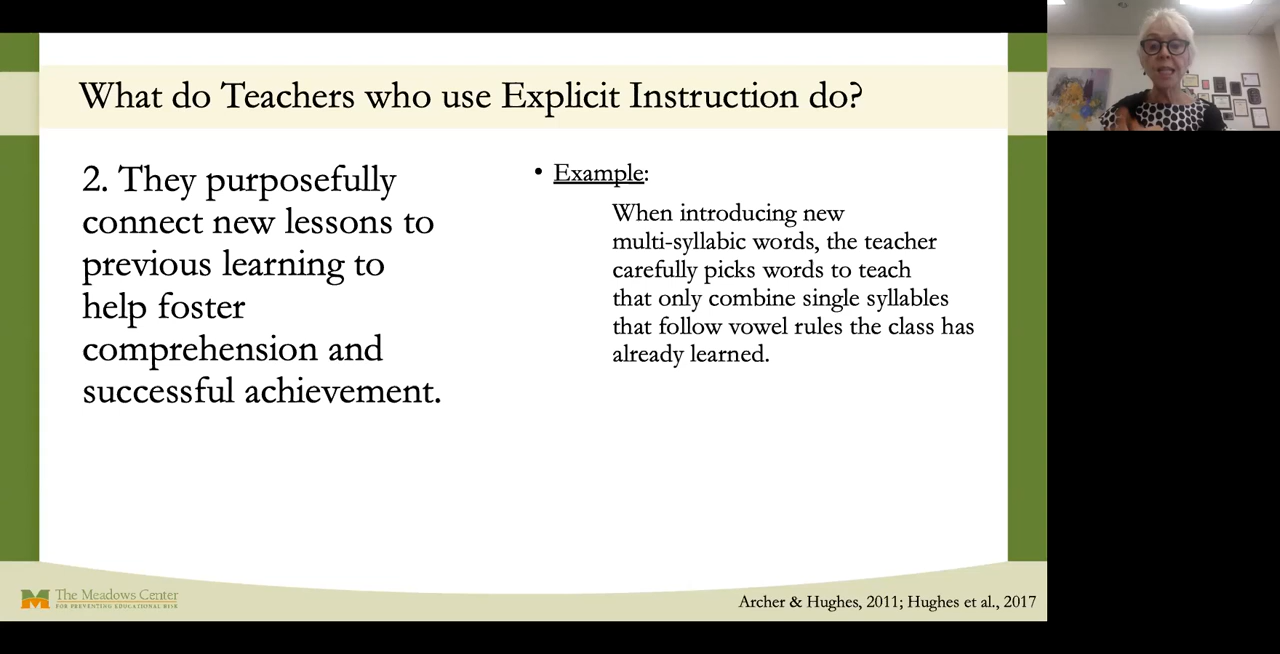 What do Teachers who use Explicit Instruction do?
2. They purposefully
connect new lessons to
previous learning to
help foster
comprehension and
successful achievement.
• Example:
When introducing new
multi-syllabic words, the teacher
carefully picks words to teach
that only combine single syllables
that follow vowel rules the class has
already learned.
The Meadows Center
FOR PREVENTING EDUCATIONAL RISK
Archer & Hughes, 2011; Hughes et al., 2017